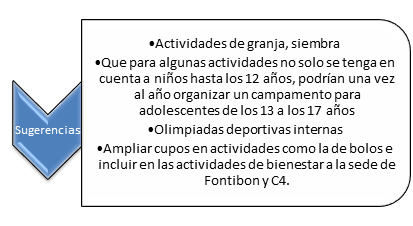 Sugerencias
•Actividades de granja, siembra
•Que para algunas actividades no solo se tenga en
cuenta a niños hasta los 12 años, podrían una vez
al año organizar un campamento para
adolescentes de los 13 a los 17 años
•Olimpiadas deportivas internas
•Ampliar cupos en actividades como la de bolos e
incluir en las actividades de bienestar a la sede de
Fontibon y C4.